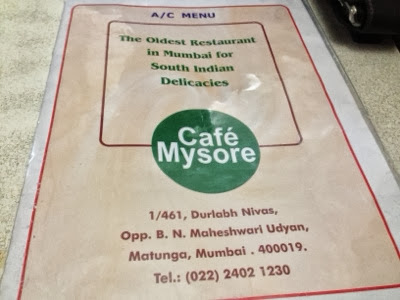 A/C MENU
The Oldest Restaurant
in Mumbai for
South Indian
Delicacies
Café
Mysore
1/461, Durlabh Nivas,
Opp. B. N. Maheshwari Udyan,
Matunga, Mumbai . 400019.
Tel.: (022) 2402 1230